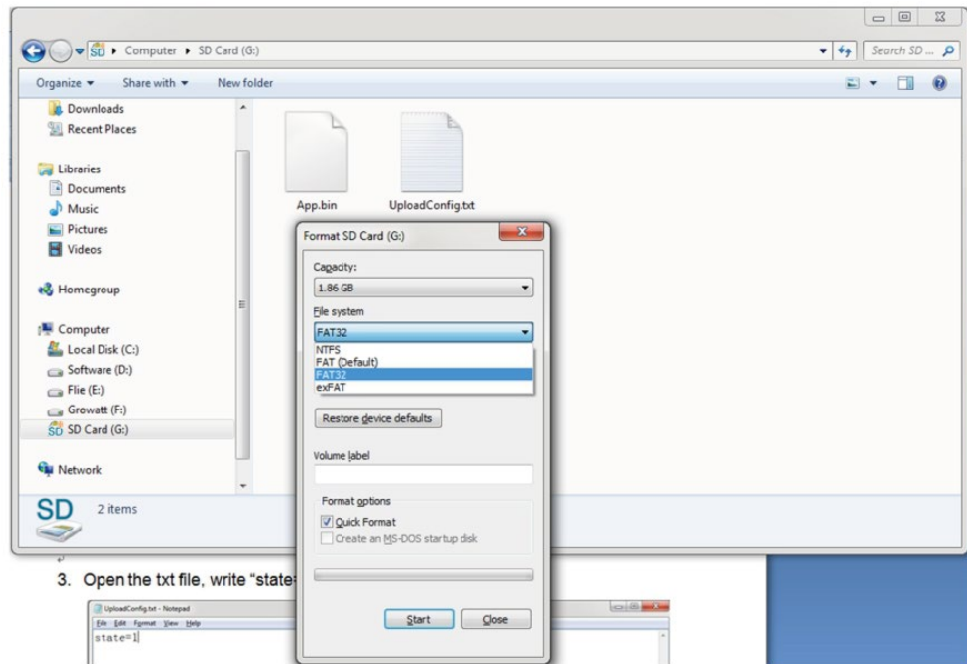 Computer ▸ SD Card (G:)
Search SD ...
Organize
Share with
New folder
Downloads
Recent Places
Libraries
Documents
Music
Pictures
Videos
Homegroup
Computer
Local Disk (C:)
Software (D:)
Flie (E:)
Growatt (F:)
SD Card (G:)
Network
App.bin
UploadConfig.txt
SD
2 items
Format SD Card (G:)
Capacity:
1.86 GB
File system
FAT32
NTFS
FAT (Default)
FAT32
exFAT
Restore device defaults
Volume label
Format options
Quick Format
Create an MS-DOS startup disk
Start
Close
3. Open the txt file, write "state=
UploadConfig.txt - Notepad
File Edit Format View Help
state=1